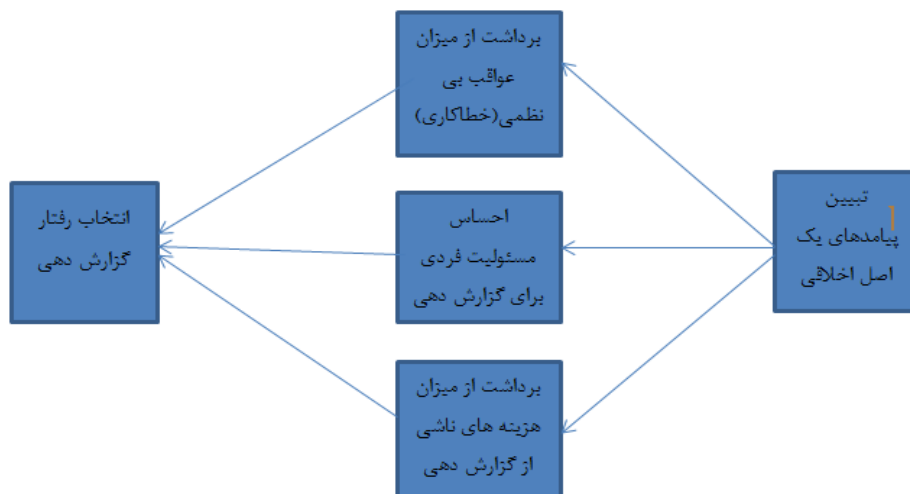 تبیین
پیامدهای یک
اصل اخلاقی
برداشت از میزان
عواقب بی
نظمی(خطاکاری)
احساس
مسئولیت فردی
برای گزارش دهی
برداشت از میزان
هزینه های ناشی
از گزارش دهی
انتخاب رفتار
گزارش دهی